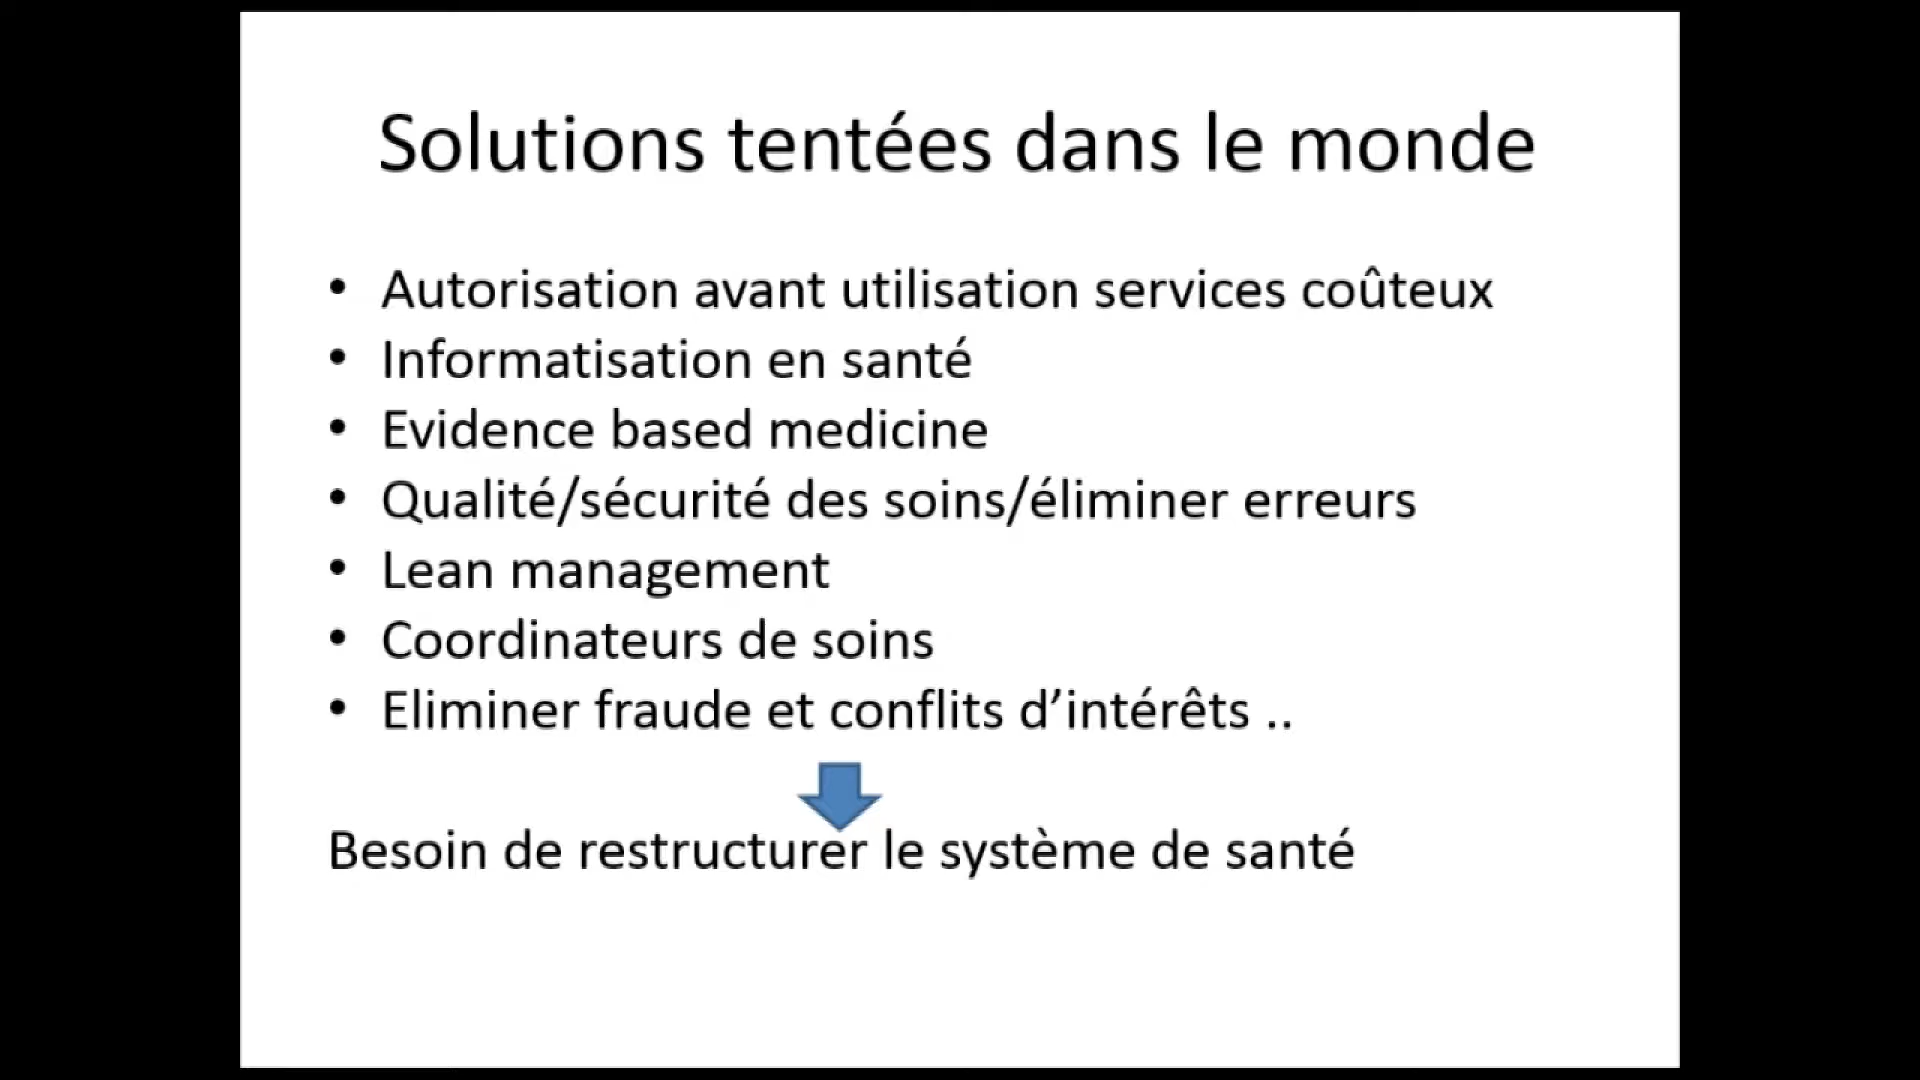 Solutions tentées dans le monde
• Autorisation avant utilisation services coûteux
• Informatisation en santé
• Evidence based medicine
• Qualité/sécurité des soins/éliminer erreurs
• Lean management
• Coordinateurs de soins
• Eliminer fraude et conflits d’intérêts ..
Besoin de restructurer le système de santé